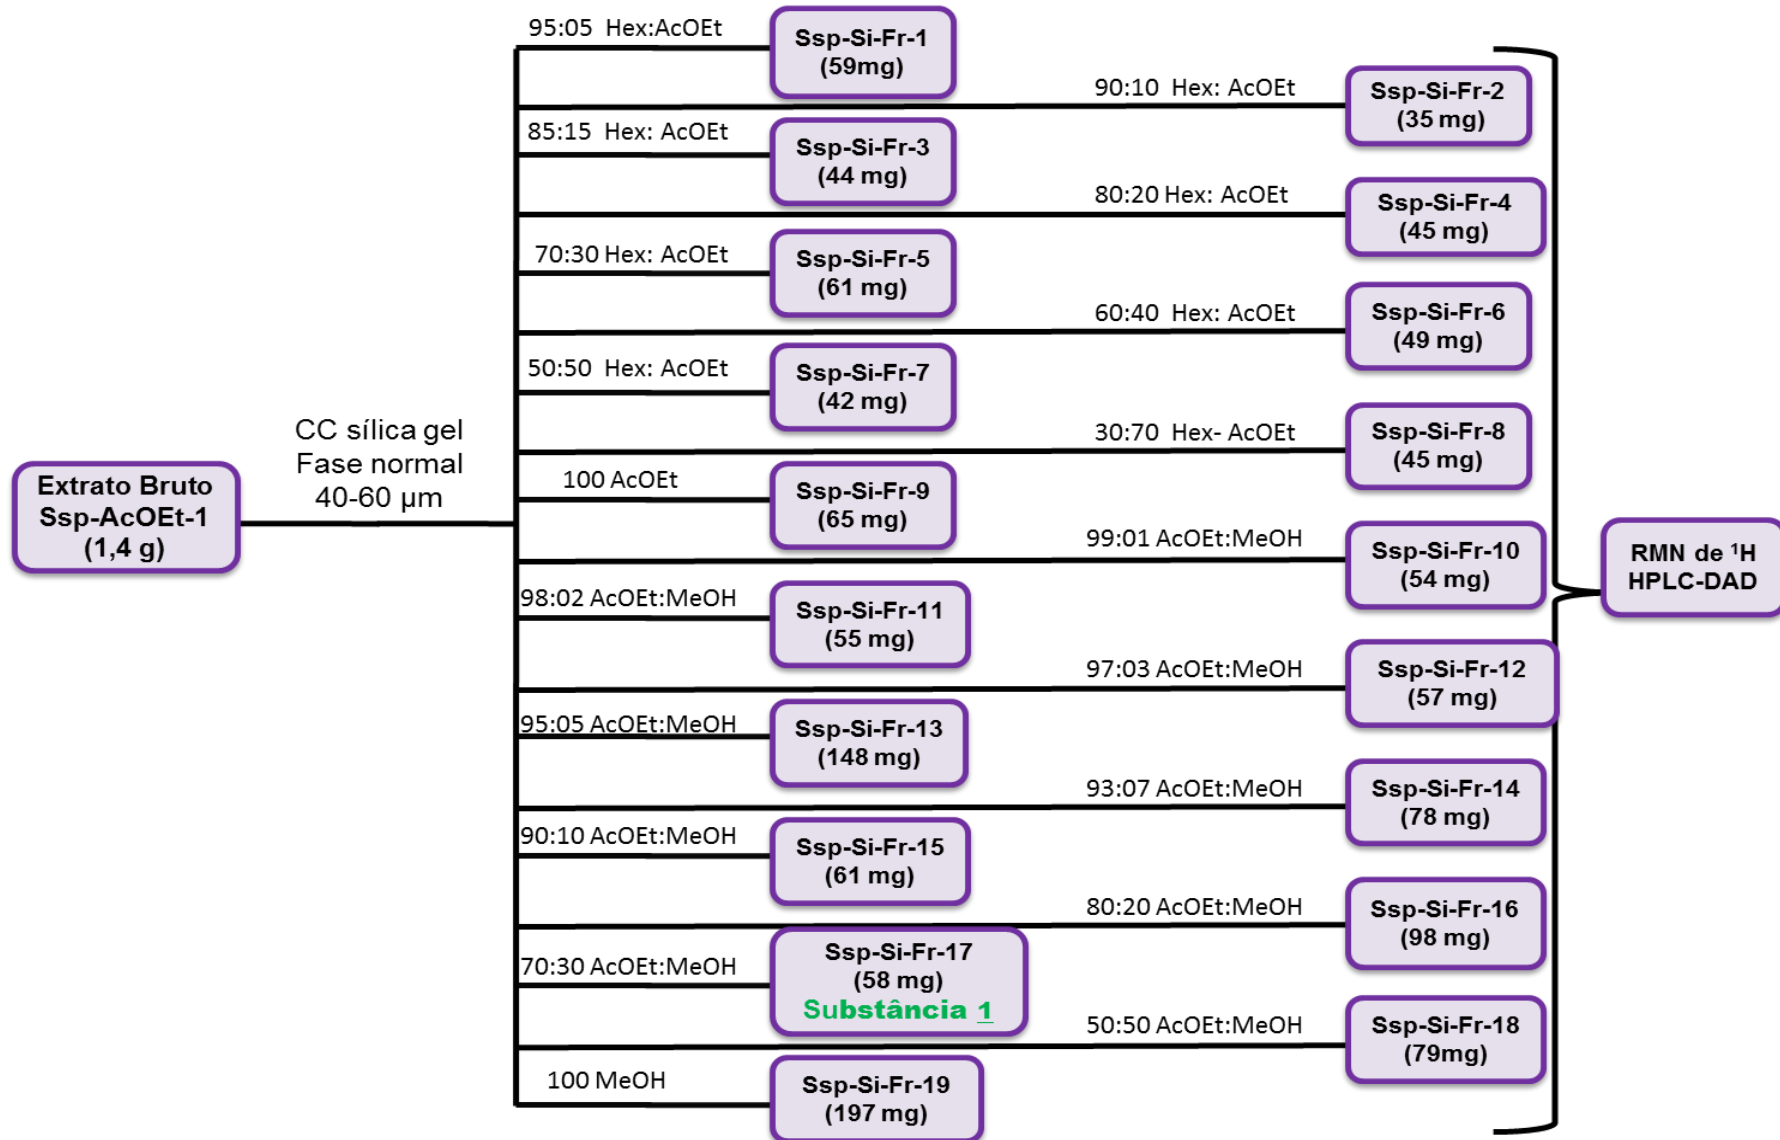 95:05 Hex:AcOEt
Ssp-Si-Fr-1
(59mg)
90:10 Hex: AcOEt
Ssp-Si-Fr-2
(35 mg)
85:15 Hex: AcOEt
Ssp-Si-Fr-3
(44 mg)
80:20 Hex: AcOEt
Ssp-Si-Fr-4
(45 mg)
70:30 Hex: AcOEt
Ssp-Si-Fr-5
(61 mg)
60:40 Hex: AcOEt
Ssp-Si-Fr-6
(49 mg)
50:50 Hex: AcOEt
Ssp-Si-Fr-7
(42 mg)
30:70 Hex- AcOEt
Ssp-Si-Fr-8
(45 mg)
CC sílica gel
Fase normal
40-60 µm
Extrato Bruto
Ssp-AcOEt-1
(1,4 g)
100 AcOEt
Ssp-Si-Fr-9
(65 mg)
99:01 AcOEt:MeOH
Ssp-Si-Fr-10
(54 mg)
RMN de ¹H
HPLC-DAD
98:02 AcOEt:MeOH
Ssp-Si-Fr-11
(55 mg)
97:03 AcOEt:MeOH
Ssp-Si-Fr-12
(57 mg)
95:05 AcOEt:MeOH
Ssp-Si-Fr-13
(148 mg)
93:07 AcOEt:MeOH
Ssp-Si-Fr-14
(78 mg)
90:10 AcOEt:MeOH
Ssp-Si-Fr-15
(61 mg)
80:20 AcOEt:MeOH
Ssp-Si-Fr-16
(98 mg)
70:30 AcOEt:MeOH
Ssp-Si-Fr-17
(58 mg)
Substância 1
50:50 AcOEt:MeOH
Ssp-Si-Fr-18
(79mg)
100 MeOH
Ssp-Si-Fr-19
(197 mg)